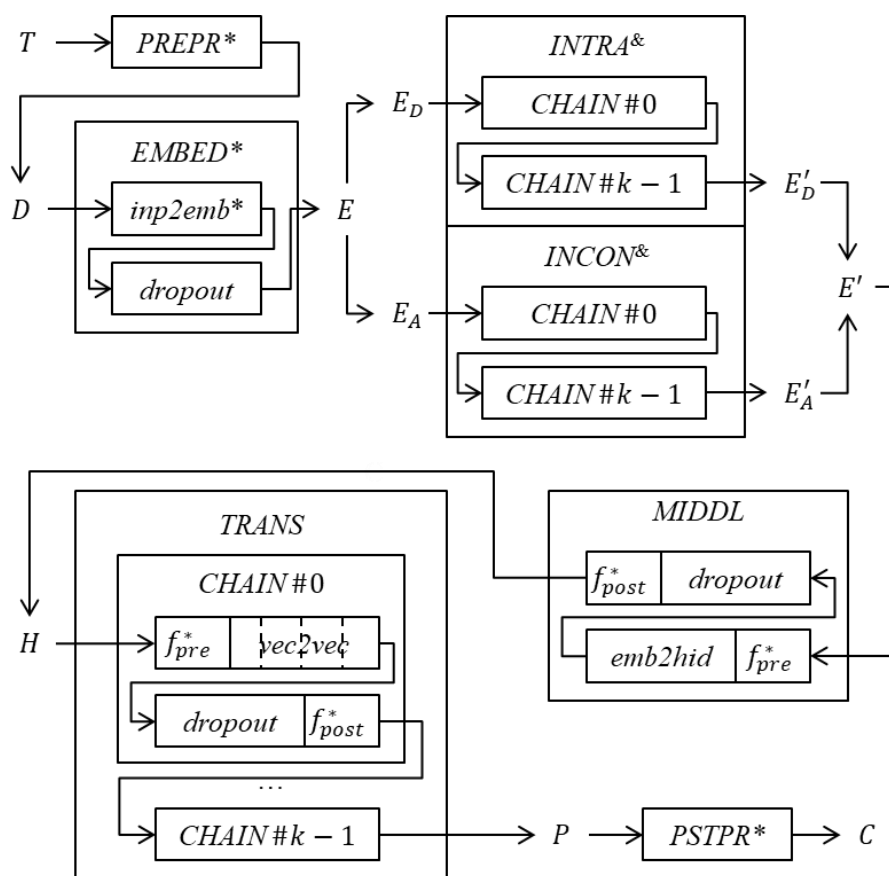 T
PREPR*
INTRA&
E_D
CHAIN #0
CHAIN #k − 1
E'_D
EMBED*
D
inp2emb*
dropout
E
INCON&
E_A
CHAIN #0
CHAIN #k − 1
E'_A
E'
MIDDL
f*_post
dropout
emb2hid
f*_pre
TRANS
CHAIN #0
H
f*_pre
vec2vec
dropout
f*_post
...
CHAIN #k − 1
P
PSTPR*
C